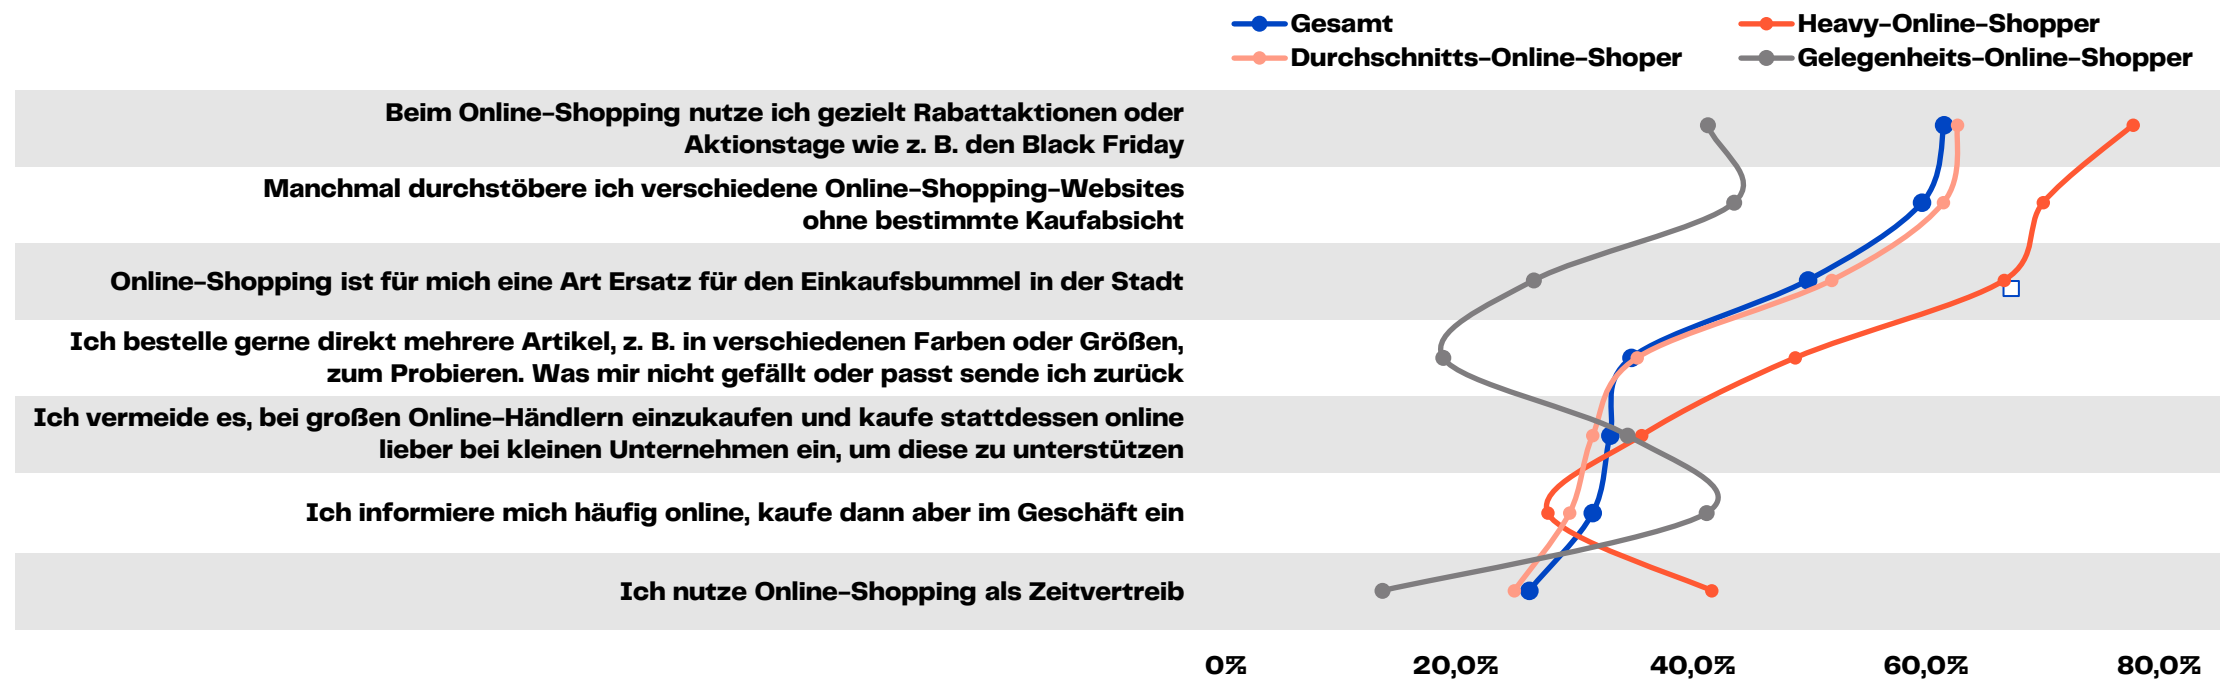 Gesamt
Heavy-Online-Shopper
Durchschnitts-Online-Shoper
Gelegenheits-Online-Shopper
Beim Online-Shopping nutze ich gezielt Rabattaktionen oder
Aktionstage wie z. B. den Black Friday
Manchmal durchstöbere ich verschiedene Online-Shopping-Websites
ohne bestimmte Kaufabsicht
Online-Shopping ist für mich eine Art Ersatz für den Einkaufsbummel in der Stadt
Ich bestelle gerne direkt mehrere Artikel, z. B. in verschiedenen Farben oder Größen,
zum Probieren. Was mir nicht gefällt oder passt sende ich zurück
Ich vermeide es, bei großen Online-Händlern einzukaufen und kaufe stattdessen online
lieber bei kleinen Unternehmen ein, um diese zu unterstützen
Ich informiere mich häufig online, kaufe dann aber im Geschäft ein
Ich nutze Online-Shopping als Zeitvertreib
0% 20,0% 40,0% 60,0% 80,0%